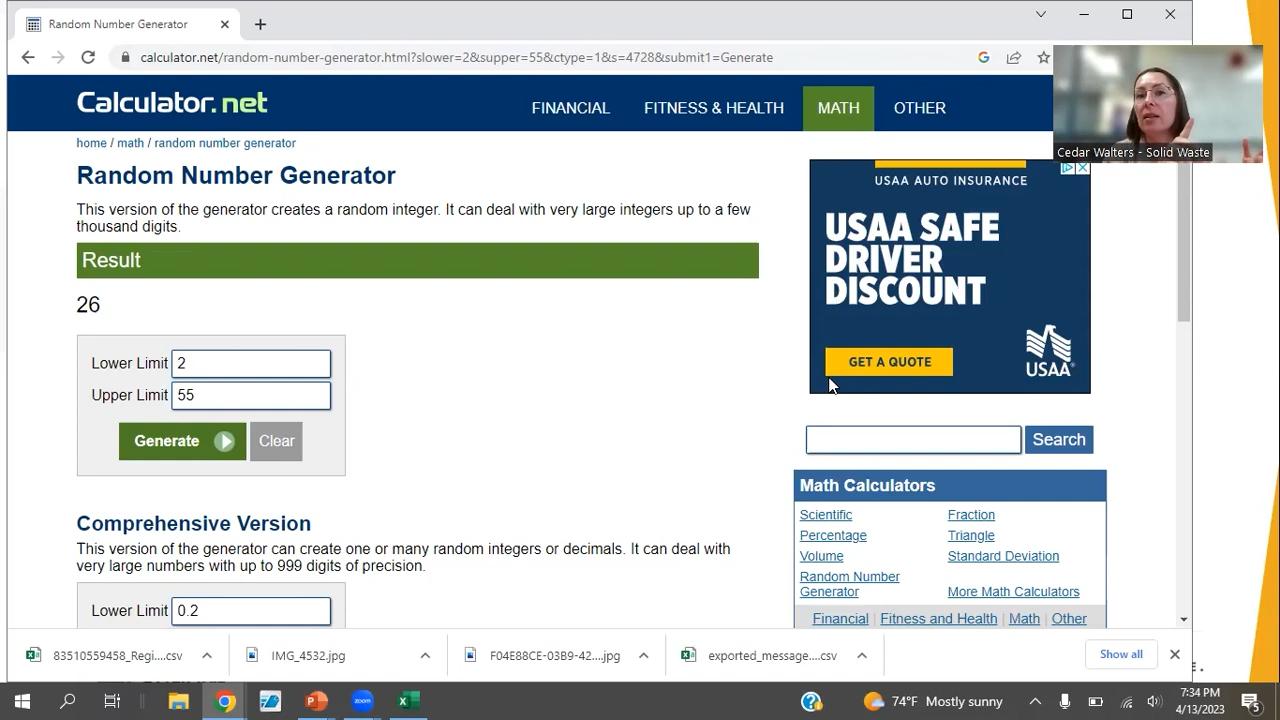 Random Number Generator
calculator.net/random-number-generator.html?slower=2&supper=55&ctype=1&s=4728&submit1=Generate
Calculator.net
FINANCIAL
FITNESS & HEALTH
MATH
OTHER
Cedar Walters - Solid Waste
home / math / random number generator
Random Number Generator
This version of the generator creates a random integer. It can deal with very large integers up to a few
thousand digits.
Result
26
Lower Limit 2
Upper Limit 55
Generate
Clear
USAA AUTO INSURANCE
USAA SAFE
DRIVER
DISCOUNT
GET A QUOTE
USAA
Search
Math Calculators
Scientific
Fraction
Percentage
Triangle
Volume
Standard Deviation
Random Number
Generator
More Math Calculators
Financial | Fitness and Health | Math | Other
Comprehensive Version
This version of the generator can create one or many random integers or decimals. It can deal with
very large numbers with up to 999 digits of precision.
Lower Limit 0.2
83510559458_Regi....csv
IMG_4532.jpg
F04E88CE-03B9-42....jpg
exported_message....csv
Show all
zoom
74°F Mostly sunny
7:34 PM
4/13/2023
5